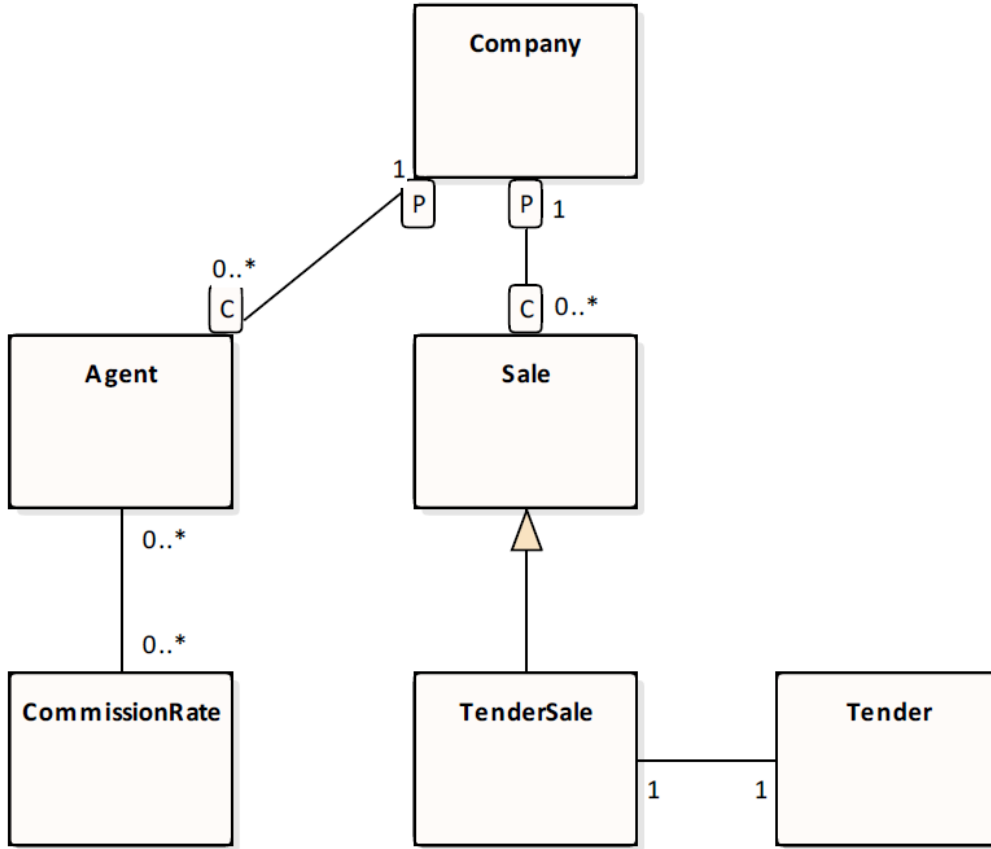 Company
1
P
P
1
0..*
C
C
0..*
Agent
Sale
0..*
0..*
CommissionRate
TenderSale
Tender
1
1